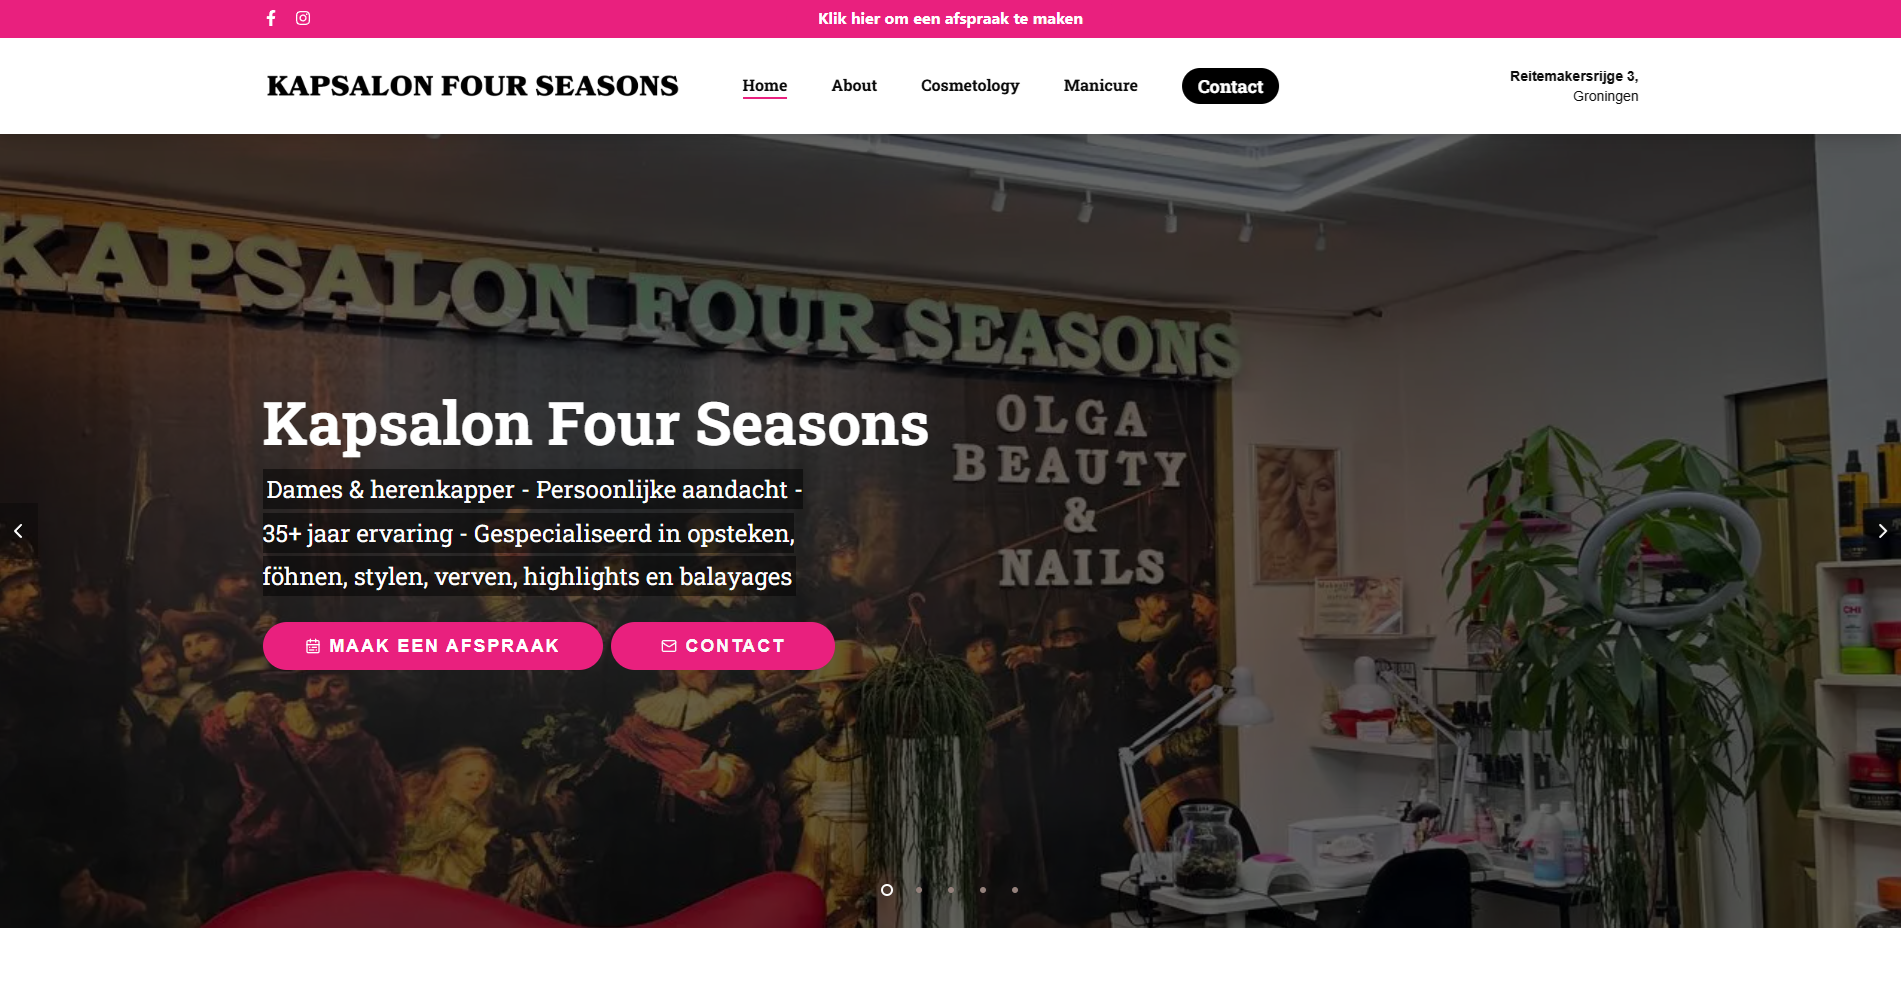 Klik hier om een afspraak te maken
KAPSALON FOUR SEASONS
Home
About
Cosmetology
Manicure
Contact
Reitemakersrijge 3,
Groningen
KAPSALON FOUR SEASONS
OLGA
BEAUTY
&
NAILS
Kapsalon Four Seasons
Dames & herenkapper - Persoonlijke aandacht -
35+ jaar ervaring - Gespecialiseerd in opsteken,
föhnen, stylen, verven, highlights en balayages
MAAK EEN AFSPRAAK
CONTACT
CHI